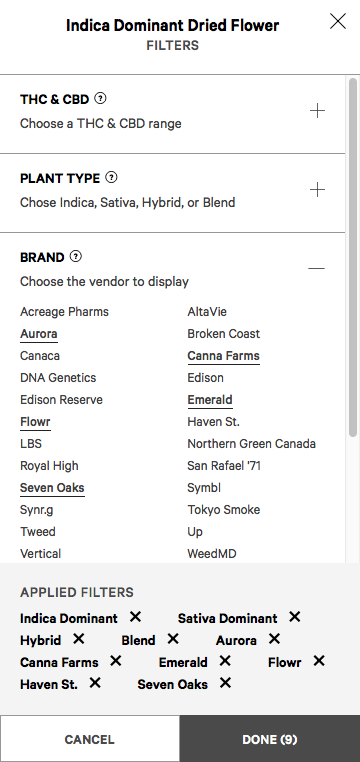 Indica Dominant Dried Flower
FILTERS
THC & CBD ?
Choose a THC & CBD range
PLANT TYPE ?
Chose Indica, Sativa, Hybrid, or Blend
BRAND ?
Choose the vendor to display
Acreage Pharms AltaVie
Aurora Broken Coast
Canaca Canna Farms
DNA Genetics Edison
Edison Reserve Emerald
Flowr Haven St.
LBS Northern Green Canada
Royal High San Rafael '71
Seven Oaks Symbl
Synr.g Tokyo Smoke
Tweed Up
Vertical WeedMD
APPLIED FILTERS
Indica Dominant ✕ Sativa Dominant ✕
Hybrid ✕ Blend ✕ Aurora ✕
Canna Farms ✕ Emerald ✕ Flowr ✕
Haven St. ✕ Seven Oaks ✕
CANCEL DONE (9)